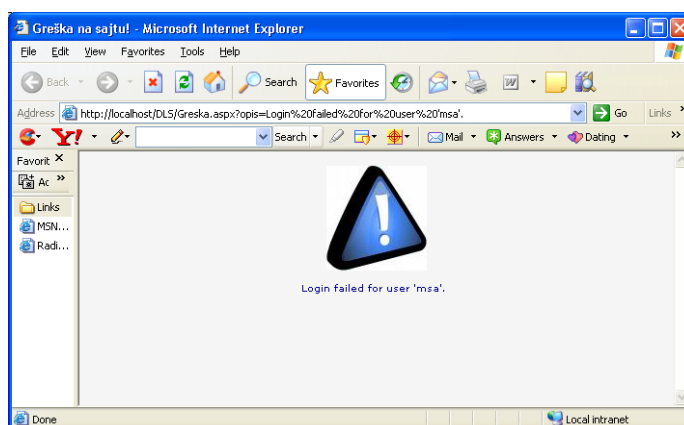 Greška na sajtu! - Microsoft Internet Explorer
File Edit View Favorites Tools Help
Back Search Favorites W
Address http://localhost/DLS/Greska.aspx?opis=Login%20failed%20for%20user%20'msa'. Go Links »
Y! Search Mail Answers Dating »
Favorit X
Ac »
Links
MSN...
Radi...
Login failed for user 'msa'.
Done Local intranet